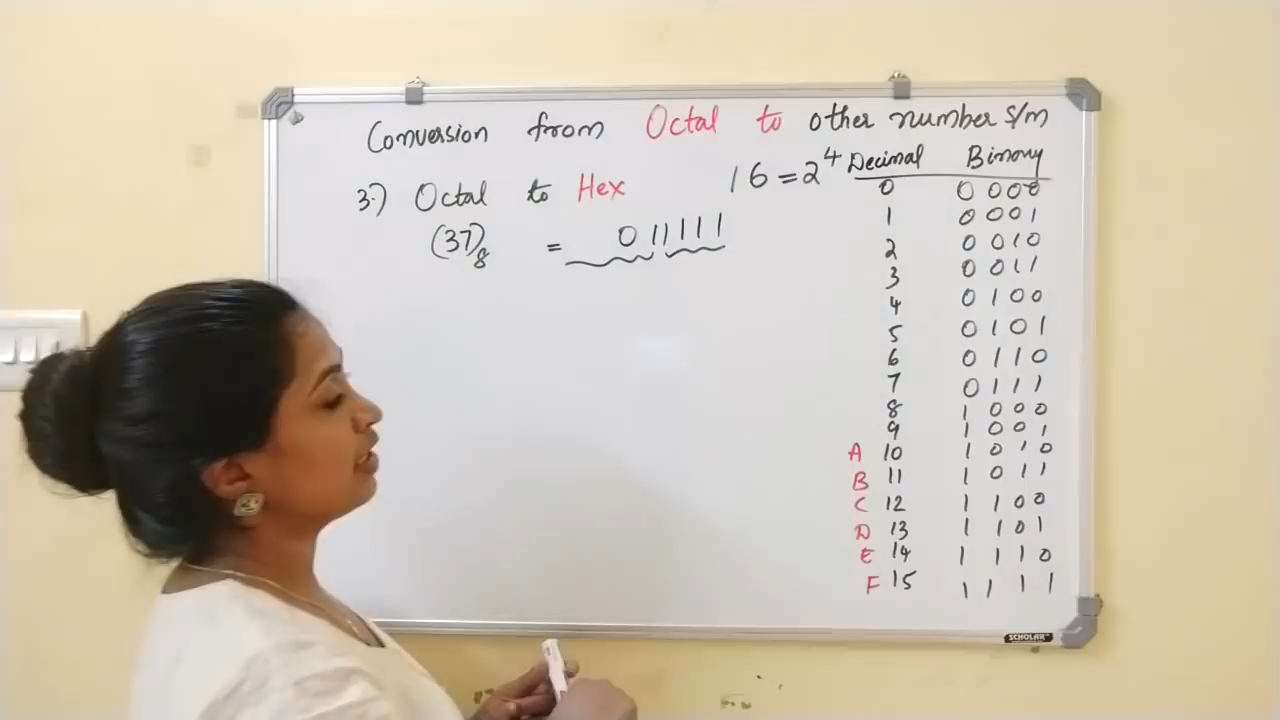 Conversion from Octal to other number s/m
3.) Octal to Hex
16 = 2⁴
(37)₈ = 011111
Decimal Binary
0 0000
1 0001
2 0010
3 0011
4 0100
5 0101
6 0110
7 0111
8 1000
9 1001
A 10 1010
B 11 1011
C 12 1100
D 13 1101
E 14 1110
F 15 1111
SCHOLAR